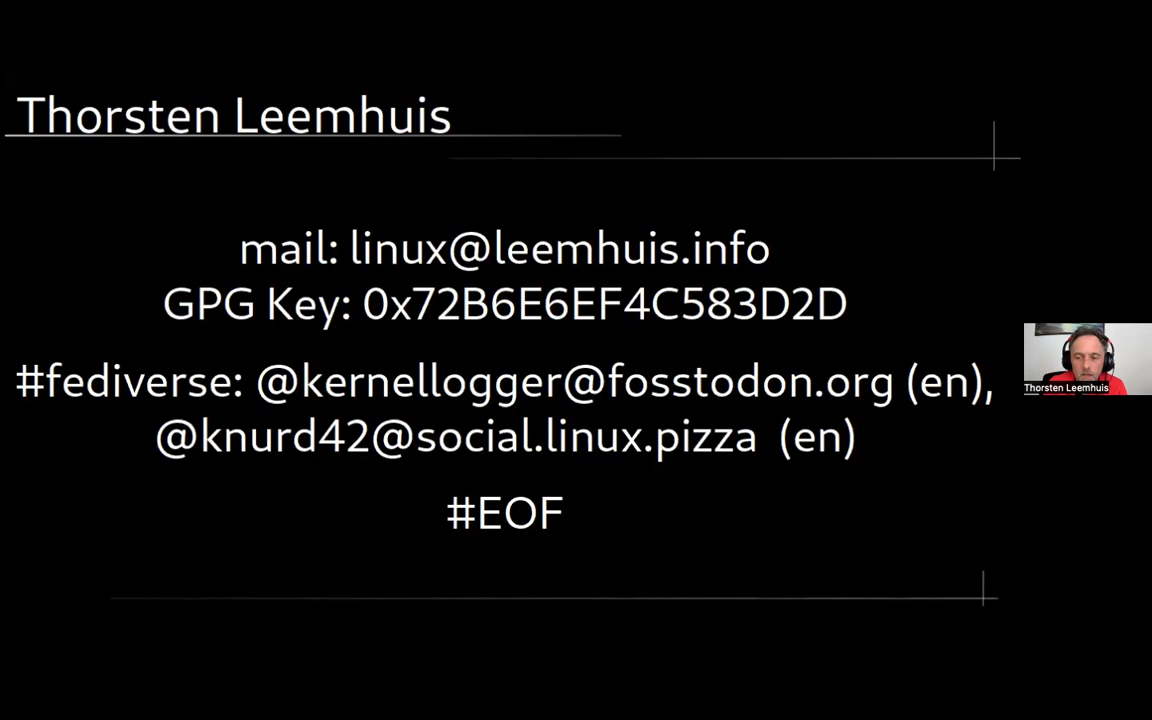 Thorsten Leemhuis
mail: linux@leemhuis.info
GPG Key: 0x72B6E6EF4C583D2D
#fediverse: @kernellogger@fosstodon.org (en),
@knurd42@social.linux.pizza (en)
#EOF
Thorsten Leemhuis